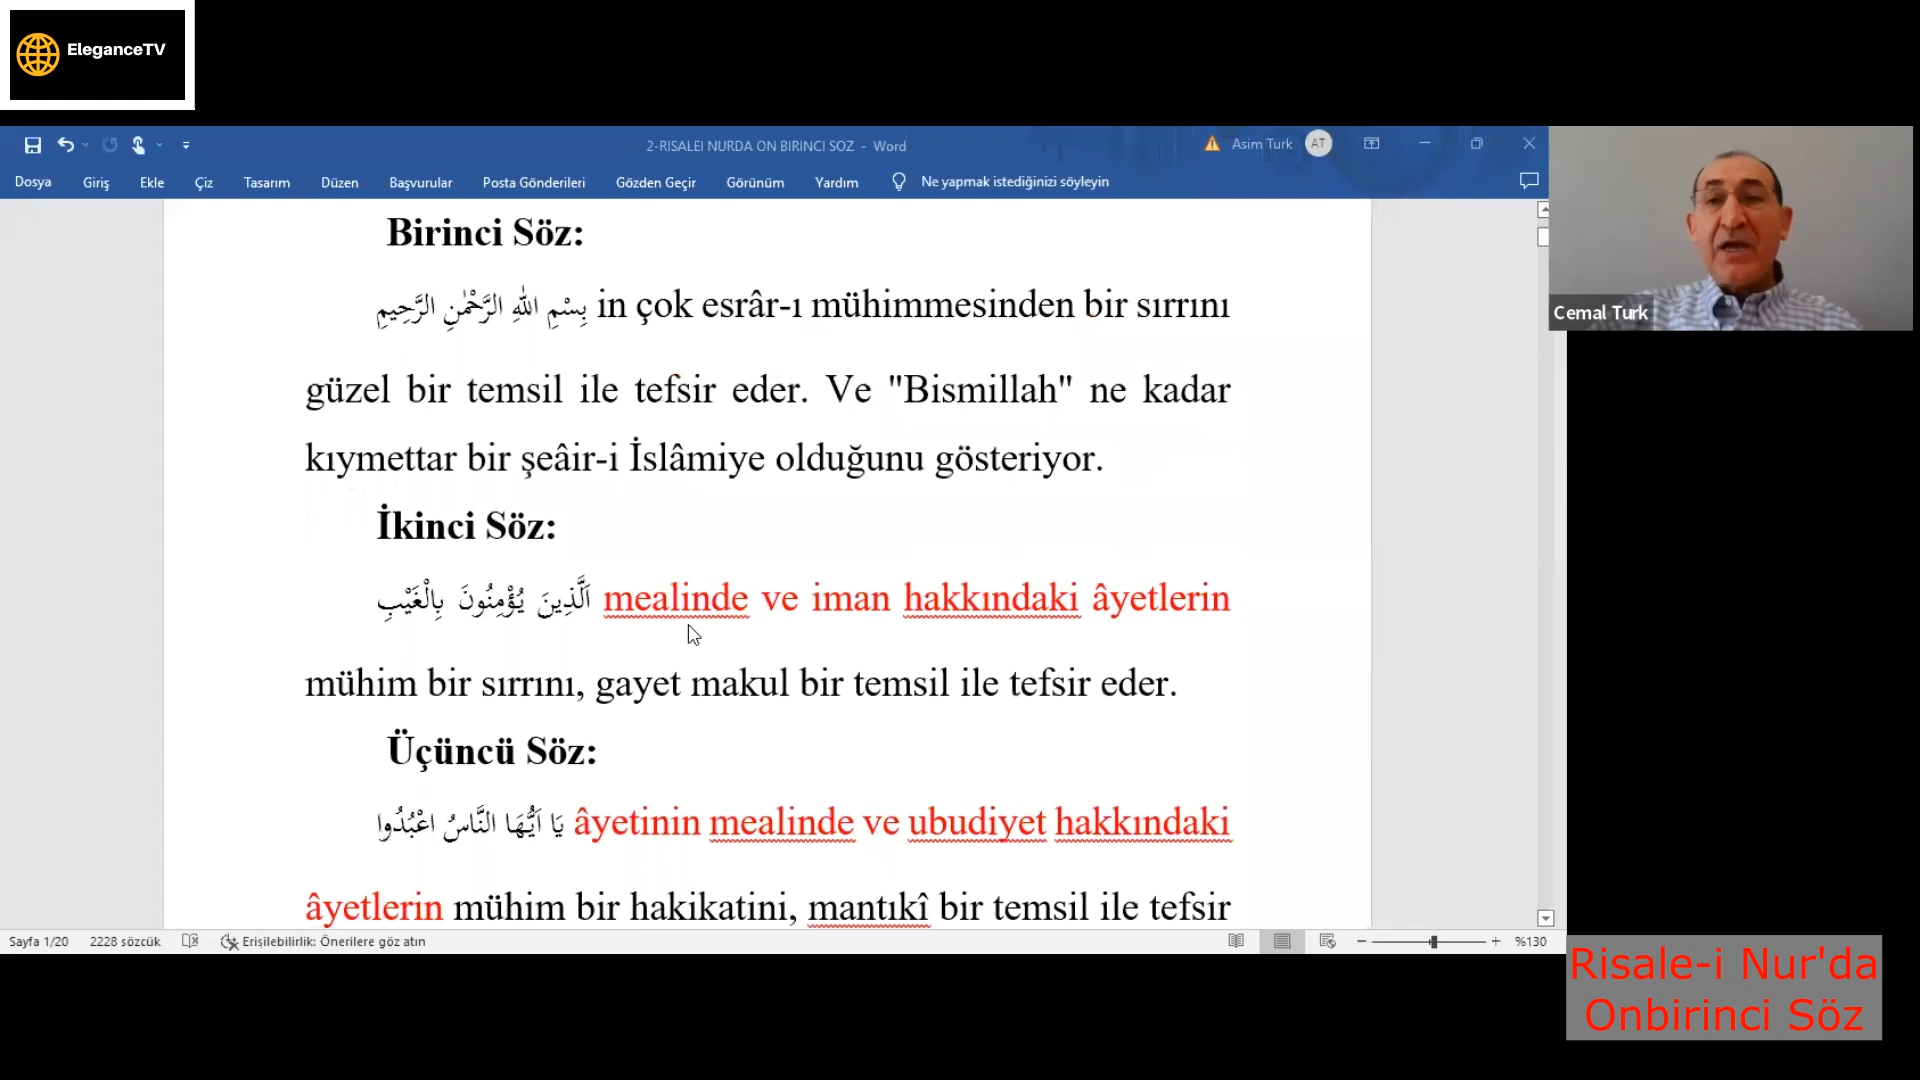 EleganceTV
2-RISALEI NURDA ON BIRINCI SOZ - Word
Asim Turk AT
Dosya Giriş Ekle Çiz Tasarım Düzen Başvurular Posta Gönderileri Gözden Geçir Görünüm Yardım Ne yapmak istediğinizi söyleyin
Birinci Söz:
بِسْمِ اللّٰهِ الرَّحْمٰنِ الرَّحِيمِ in çok esrâr-ı mühimmesinden bir sırrını
güzel bir temsil ile tefsir eder. Ve "Bismillah" ne kadar
kıymettar bir şeâir-i İslâmiye olduğunu gösteriyor.
İkinci Söz:
اَلَّذِينَ يُؤْمِنُونَ بِالْغَيْبِ mealinde ve iman hakkındaki âyetlerin
mühim bir sırrını, gayet makul bir temsil ile tefsir eder.
Üçüncü Söz:
يَا اَيُّهَا النَّاسُ اعْبُدُوا âyetinin mealinde ve ubudiyet hakkındaki
âyetlerin mühim bir hakikatini, mantıkî bir temsil ile tefsir
Cemal Turk
Sayfa 1/20 2228 sözcük Erişilebilirlik: Önerilere göz atın %130
Risale-i Nur'da
Onbirinci Söz